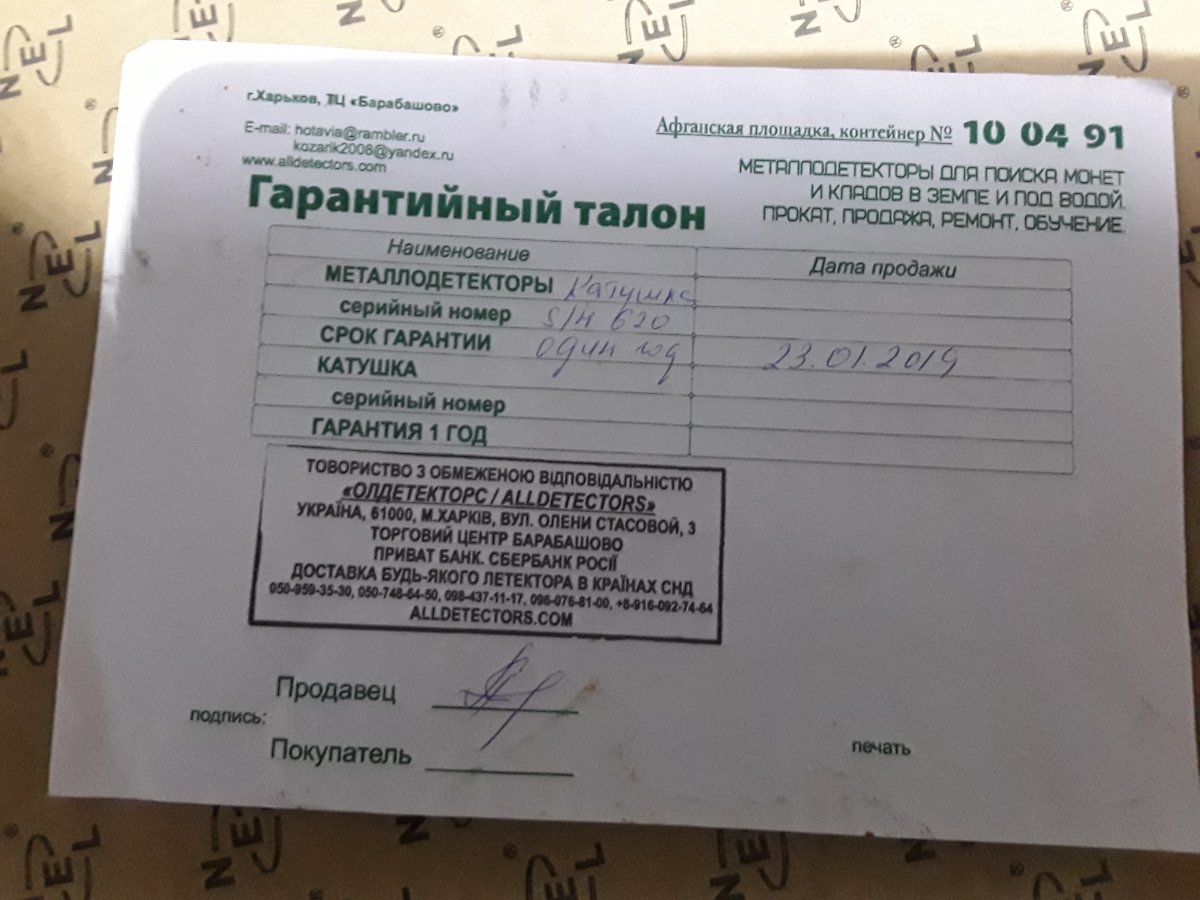 г.Харьков, ТЦ «Барабашово»
E-mail: hotavia@rambler.ru
kozarik2008@yandex.ru
www.alldetectors.com
Афганская площадка, контейнер № 10 04 91
МЕТАЛЛОДЕТЕКТОРЫ ДЛЯ ПОИСКА МОНЕТ
И КЛАДОВ В ЗЕМЛЕ И ПОД ВОДОЙ.
ПРОКАТ, ПРОДАЖА, РЕМОНТ, ОБУЧЕНИЕ.
Гарантийный талон
Наименование Дата продажи
МЕТАЛЛОДЕТЕКТОРЫ Катушка
серийный номер S/N 620
СРОК ГАРАНТИИ один год 23.01.2019
КАТУШКА
серийный номер
ГАРАНТИЯ 1 ГОД
ТОВОРИСТВО З ОБМЕЖЕНОЮ ВІДПОВІДАЛЬНІСТЮ
«ОЛДЕТЕКТОРС / ALLDETECTORS»
УКРАЇНА, 61000, М.ХАРКІВ, ВУЛ. ОЛЕНИ СТАСОВОЙ, 3
ТОРГОВИЙ ЦЕНТР БАРАБАШОВО
ПРИВАТ БАНК. СБЕРБАНК РОСІЇ
ДОСТАВКА БУДЬ-ЯКОГО ЛЕТЕКТОРА В КРАЇНАХ СНД
050-959-35-30, 050-748-64-50, 098-437-11-17, 096-076-81-00, +8-916-092-74-64
ALLDETECTORS.COM
Продавец
подпись:
Покупатель
печать
NEL